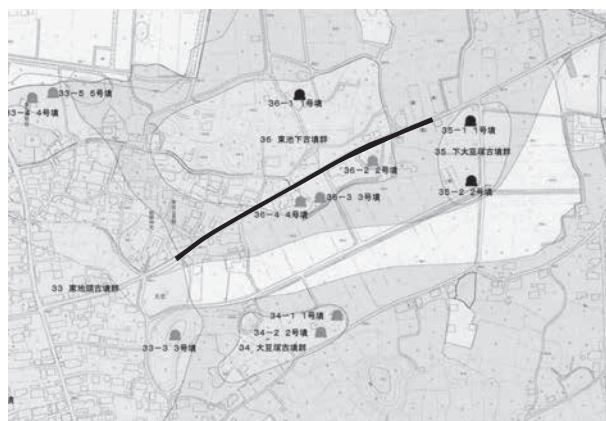 33-5 5号墳
33-4 4号墳
36-1 1号墳
35-1 1号墳
36 東池下古墳群
35 下大豆塚古墳群
36-2 2号墳
35-2 2号墳
36-3 3号墳
36-4 4号墳
33 東地頭古墳群
34-1 1号墳
34-2 2号墳
33-3 3号墳
34 大豆塚古墳群